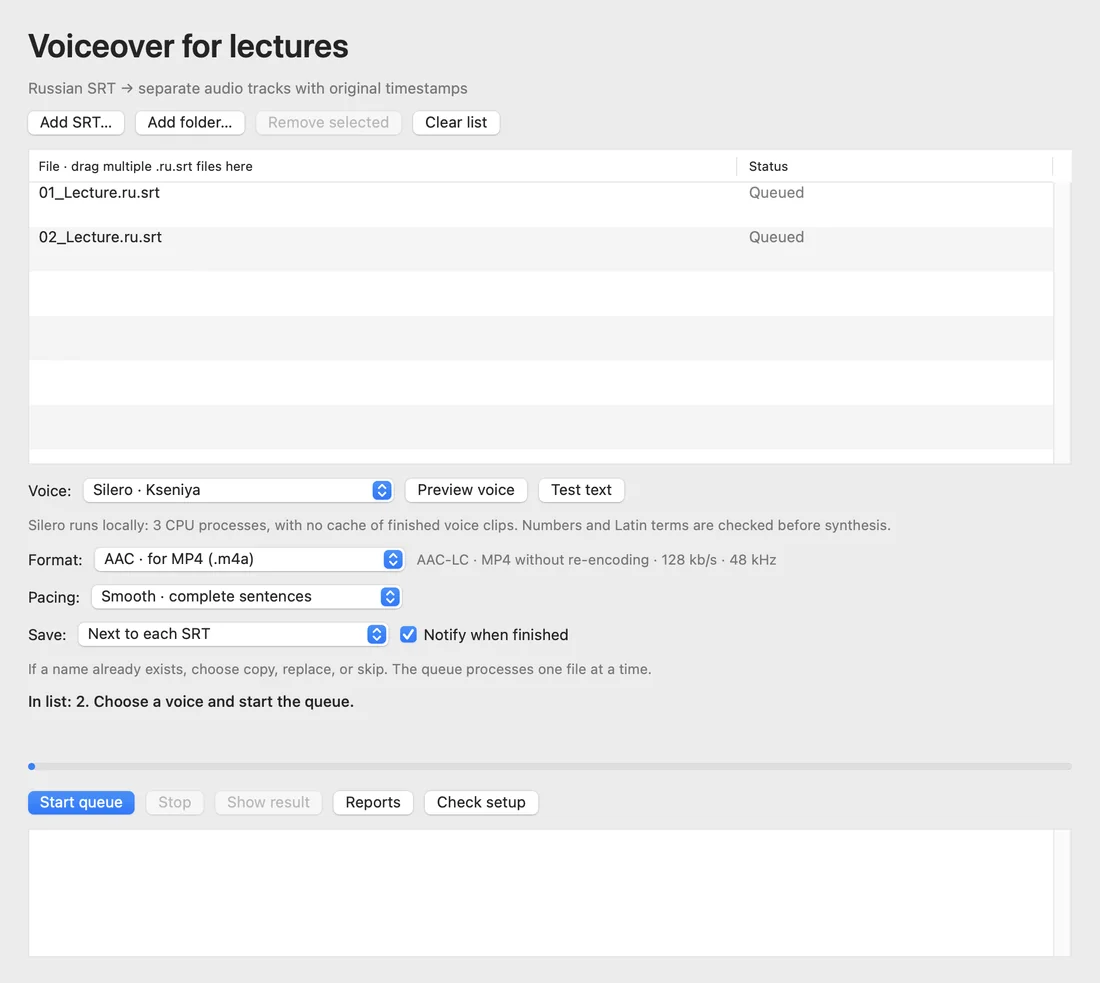 Voiceover for lectures
Russian SRT → separate audio tracks with original timestamps
Add SRT... Add folder... Remove selected Clear list
File · drag multiple .ru.srt files here Status
01_Lecture.ru.srt Queued
02_Lecture.ru.srt Queued
Voice: Silero · Kseniya Preview voice Test text
Silero runs locally: 3 CPU processes, with no cache of finished voice clips. Numbers and Latin terms are checked before synthesis.
Format: AAC · for MP4 (.m4a) AAC-LC · MP4 without re-encoding · 128 kb/s · 48 kHz
Pacing: Smooth · complete sentences
Save: Next to each SRT Notify when finished
If a name already exists, choose copy, replace, or skip. The queue processes one file at a time.
In list: 2. Choose a voice and start the queue.
Start queue Stop Show result Reports Check setup